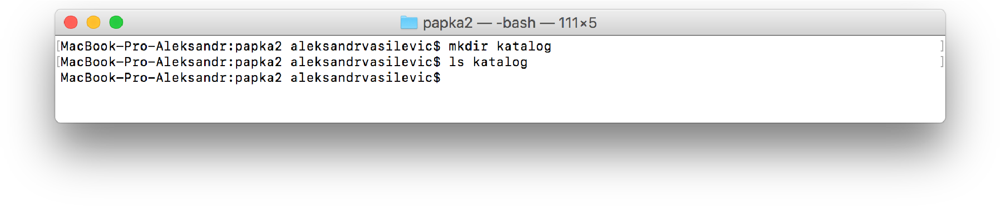 papka2 — -bash — 111×5
[MacBook-Pro-Aleksandr:papka2 aleksandrvasilevic$ mkdir katalog ]
[MacBook-Pro-Aleksandr:papka2 aleksandrvasilevic$ ls katalog ]
MacBook-Pro-Aleksandr:papka2 aleksandrvasilevic$